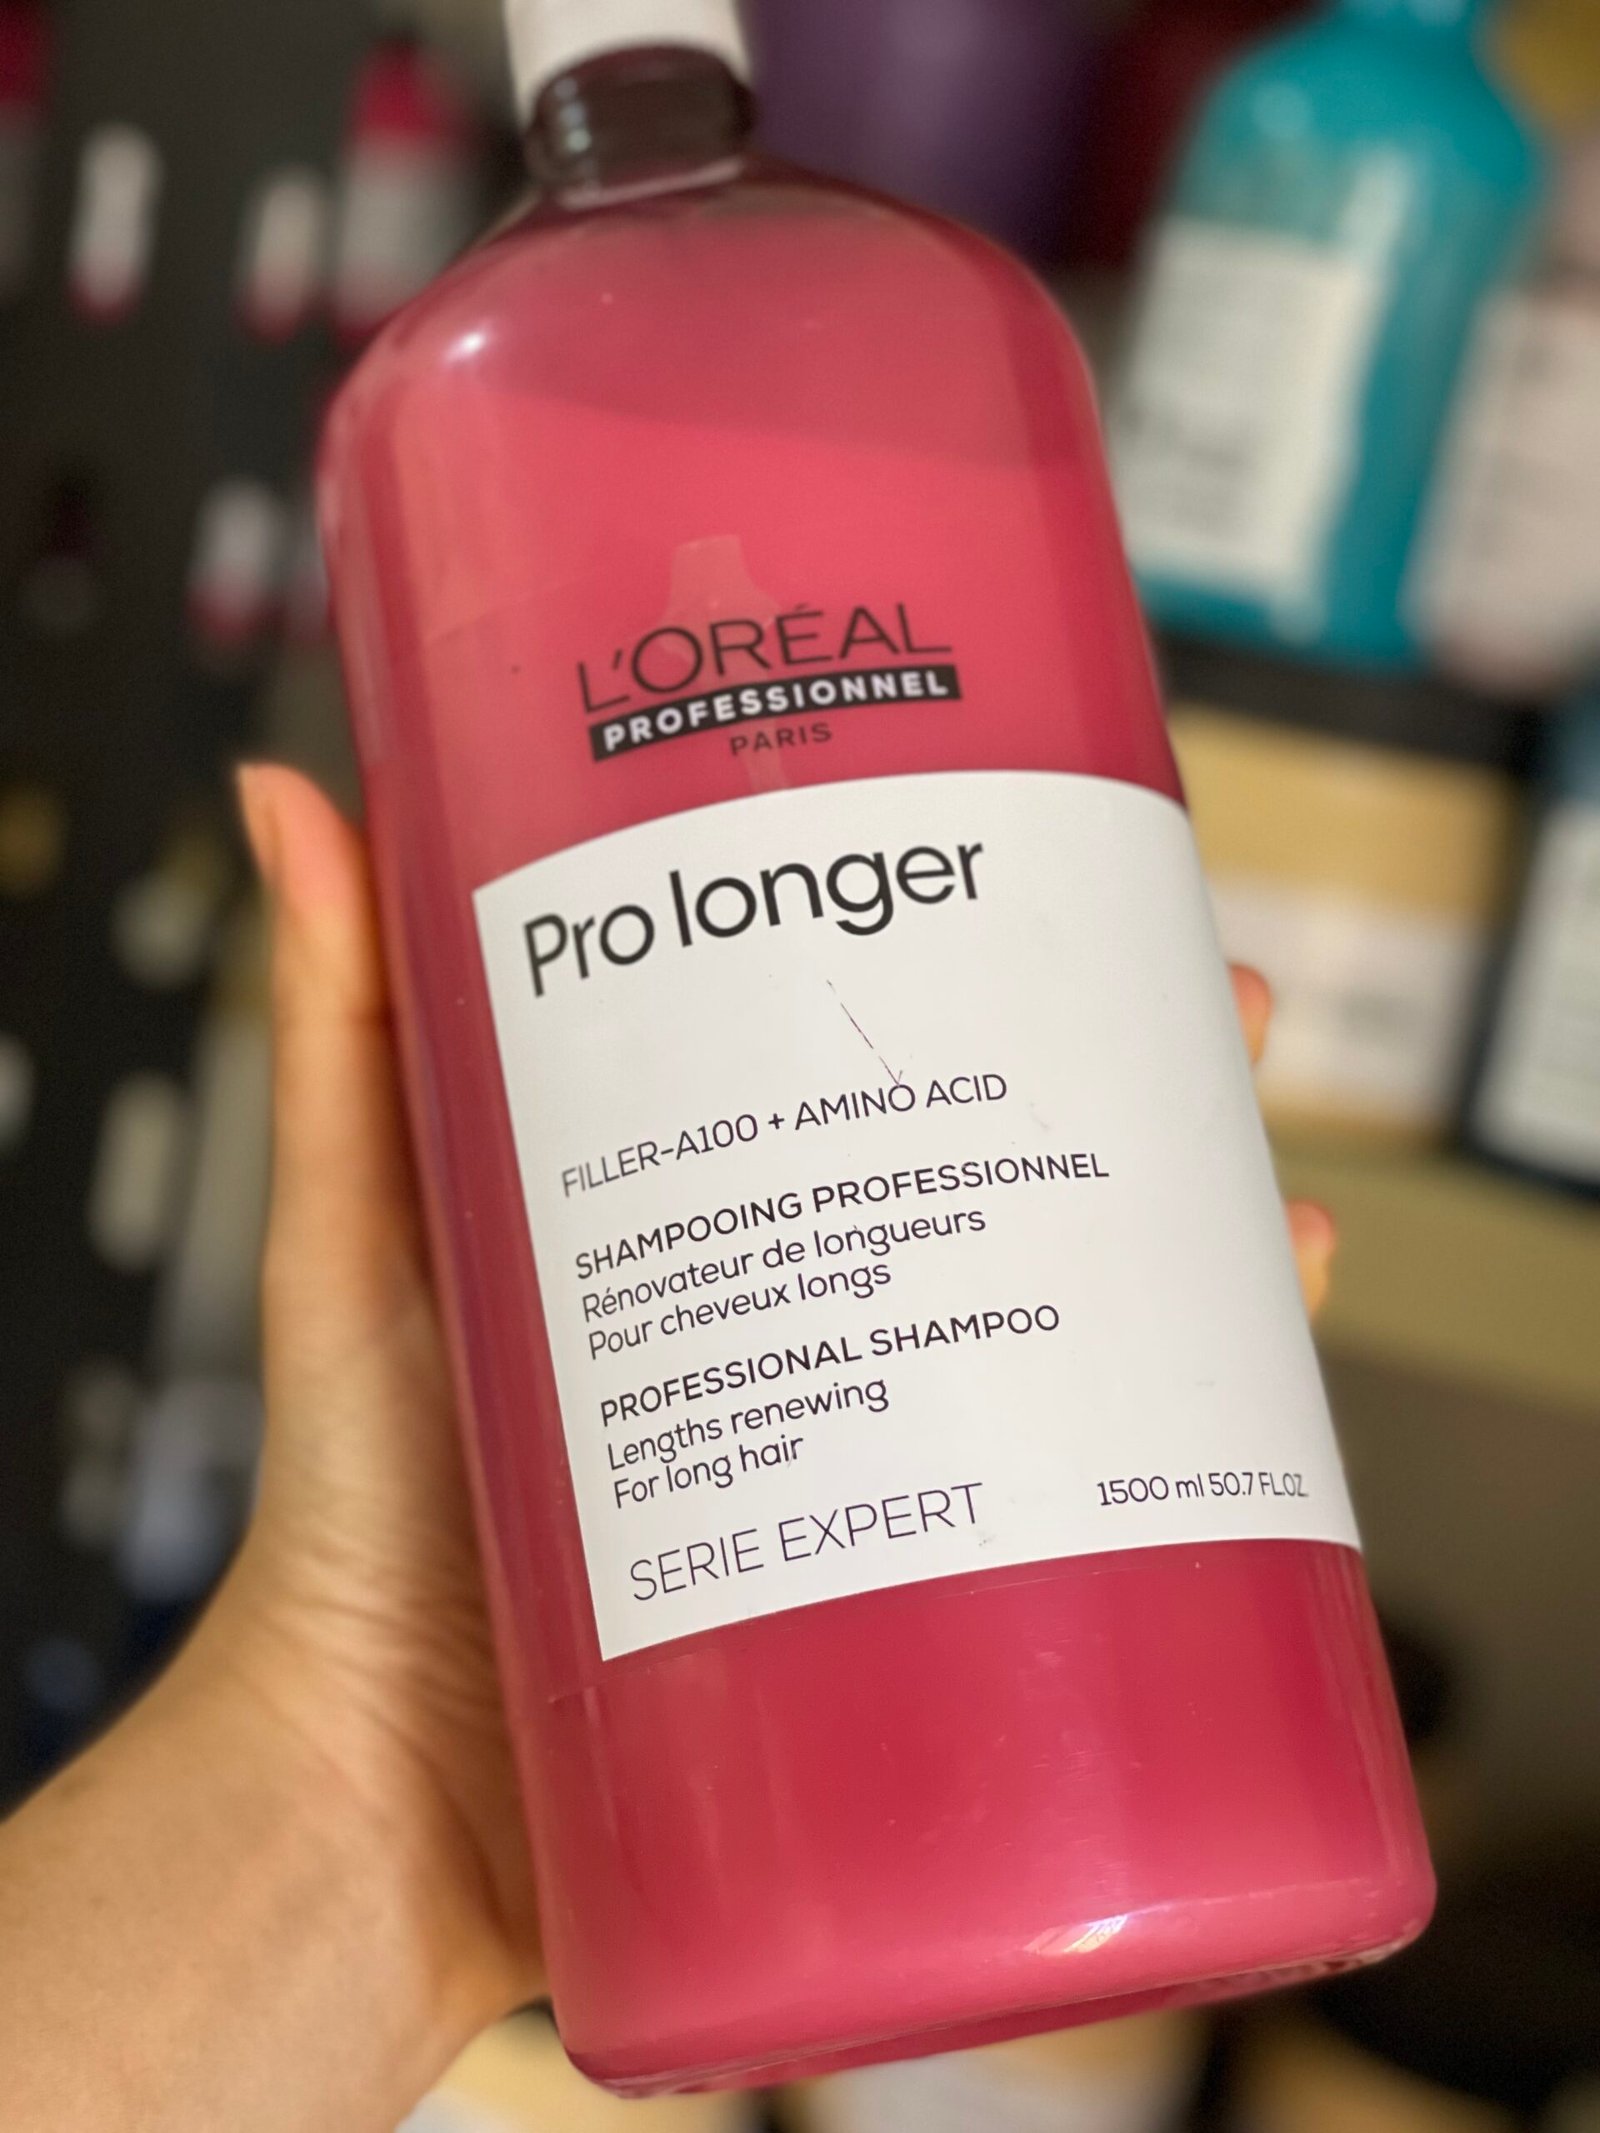 L'ORÉAL
PROFESSIONNEL
PARIS
Pro longer
FILLER-A100 + AMINO ACID
SHAMPOOING PROFESSIONNEL
Rénovateur de longueurs
Pour cheveux longs
PROFESSIONAL SHAMPOO
Lengths renewing
For long hair
SERIE EXPERT
1500 ml 50.7 FL.OZ